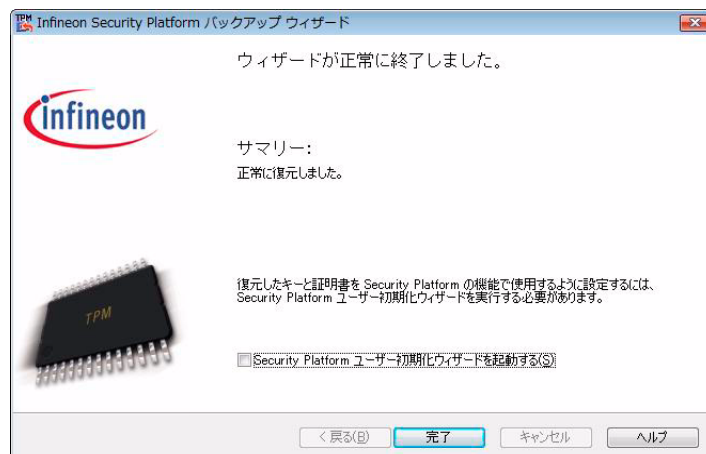 Infineon Security Platform バックアップ ウィザード
ウィザードが正常に終了しました。
infineon
サマリー:
正常に復元しました。
復元したキーと証明書を Security Platform の機能で使用するように設定するには、
Security Platform ユーザー初期化ウィザードを実行する必要があります。
TPM
Security Platform ユーザー初期化ウィザードを起動する(S)
< 戻る(B)
完了
キャンセル
ヘルプ